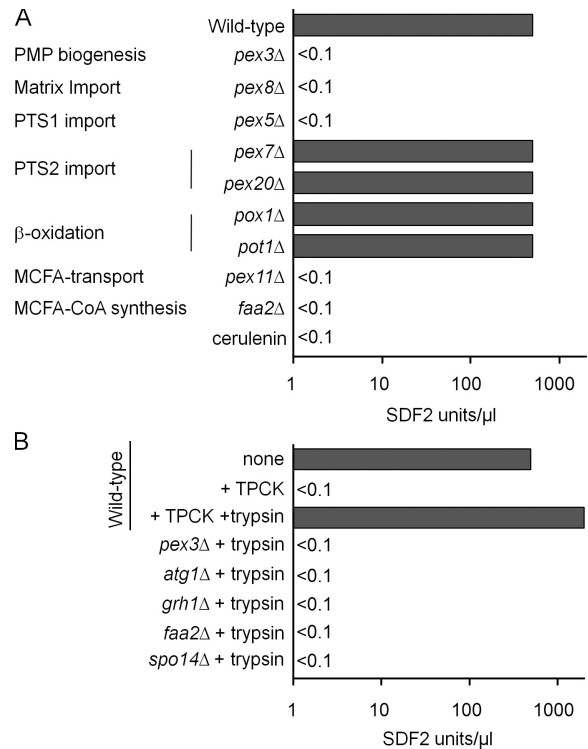 A
Wild-type
PMP biogenesis pex3Δ <0.1
Matrix Import pex8Δ <0.1
PTS1 import pex5Δ <0.1
PTS2 import
pex7Δ
pex20Δ
β-oxidation
pox1Δ
pot1Δ
MCFA-transport pex11Δ <0.1
MCFA-CoA synthesis faa2Δ <0.1
cerulenin <0.1
1 10 100 1000
SDF2 units/µl
B
Wild-type
none
+ TPCK <0.1
+ TPCK +trypsin
pex3Δ + trypsin <0.1
atg1Δ + trypsin <0.1
grh1Δ + trypsin <0.1
faa2Δ + trypsin <0.1
spo14Δ + trypsin <0.1
1 10 100 1000
SDF2 units/µl